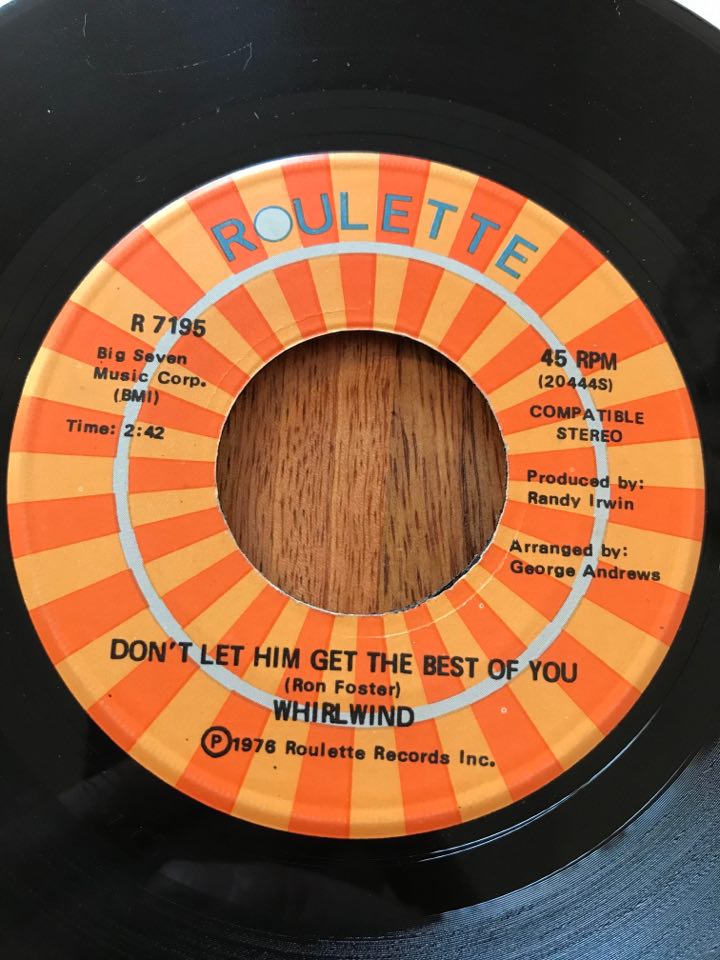 ROULETTE
R 7195
Big Seven
Music Corp.
(BMI)
Time: 2:42
45 RPM
(20444S)
COMPATIBLE
STEREO
Produced by:
Randy Irwin
Arranged by:
George Andrews
DON'T LET HIM GET THE BEST OF YOU
(Ron Foster)
WHIRLWIND
Ⓟ1976 Roulette Records Inc.